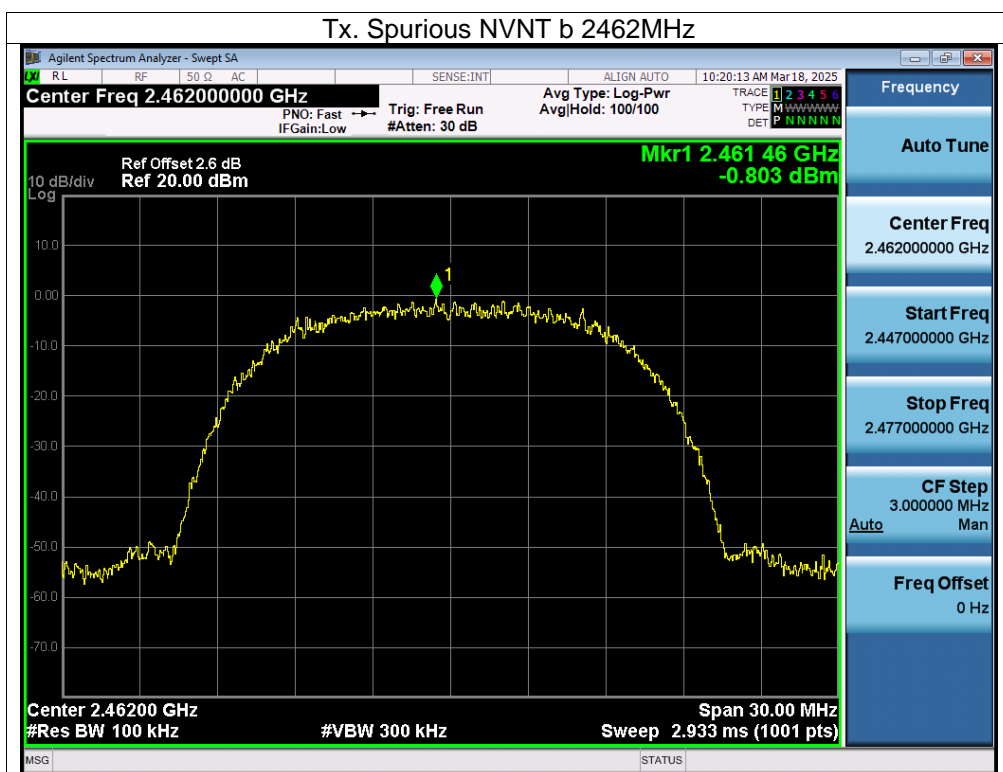 Tx. Spurious NVNT b 2462MHz
Agilent Spectrum Analyzer - Swept SA
LXI RL RF 50 Ω AC SENSE:INT ALIGN AUTO 10:20:13 AM Mar 18, 2025
Center Freq 2.462000000 GHz
PNO: Fast
IFGain:Low
Trig: Free Run
#Atten: 30 dB
Avg Type: Log-Pwr
Avg|Hold: 100/100
TRACE 1 2 3 4 5 6
TYPE M WWWWW
DET P N N N N N
Mkr1 2.461 46 GHz
-0.803 dBm
Ref Offset 2.6 dB
10 dB/div Ref 20.00 dBm
Log
1
10.0
0.00
-10.0
-20.0
-30.0
-40.0
-50.0
-60.0
-70.0
Center 2.46200 GHz Span 30.00 MHz
#Res BW 100 kHz #VBW 300 kHz Sweep 2.933 ms (1001 pts)
MSG STATUS
Frequency
Auto Tune
Center Freq
2.462000000 GHz
Start Freq
2.447000000 GHz
Stop Freq
2.477000000 GHz
CF Step
3.000000 MHz
Auto Man
Freq Offset
0 Hz